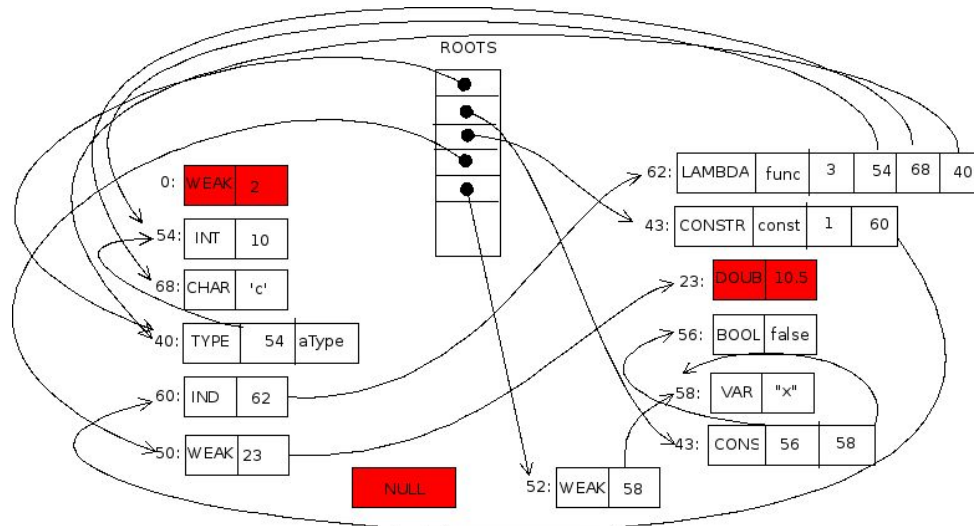 ROOTS
0: WEAK 2
54: INT 10
68: CHAR 'c'
40: TYPE 54 aType
60: IND 62
50: WEAK 23
NULL
52: WEAK 58
62: LAMBDA func 3 54 68 40
43: CONSTR const 1 60
23: DOUB 10.5
56: BOOL false
58: VAR "x"
43: CONS 56 58